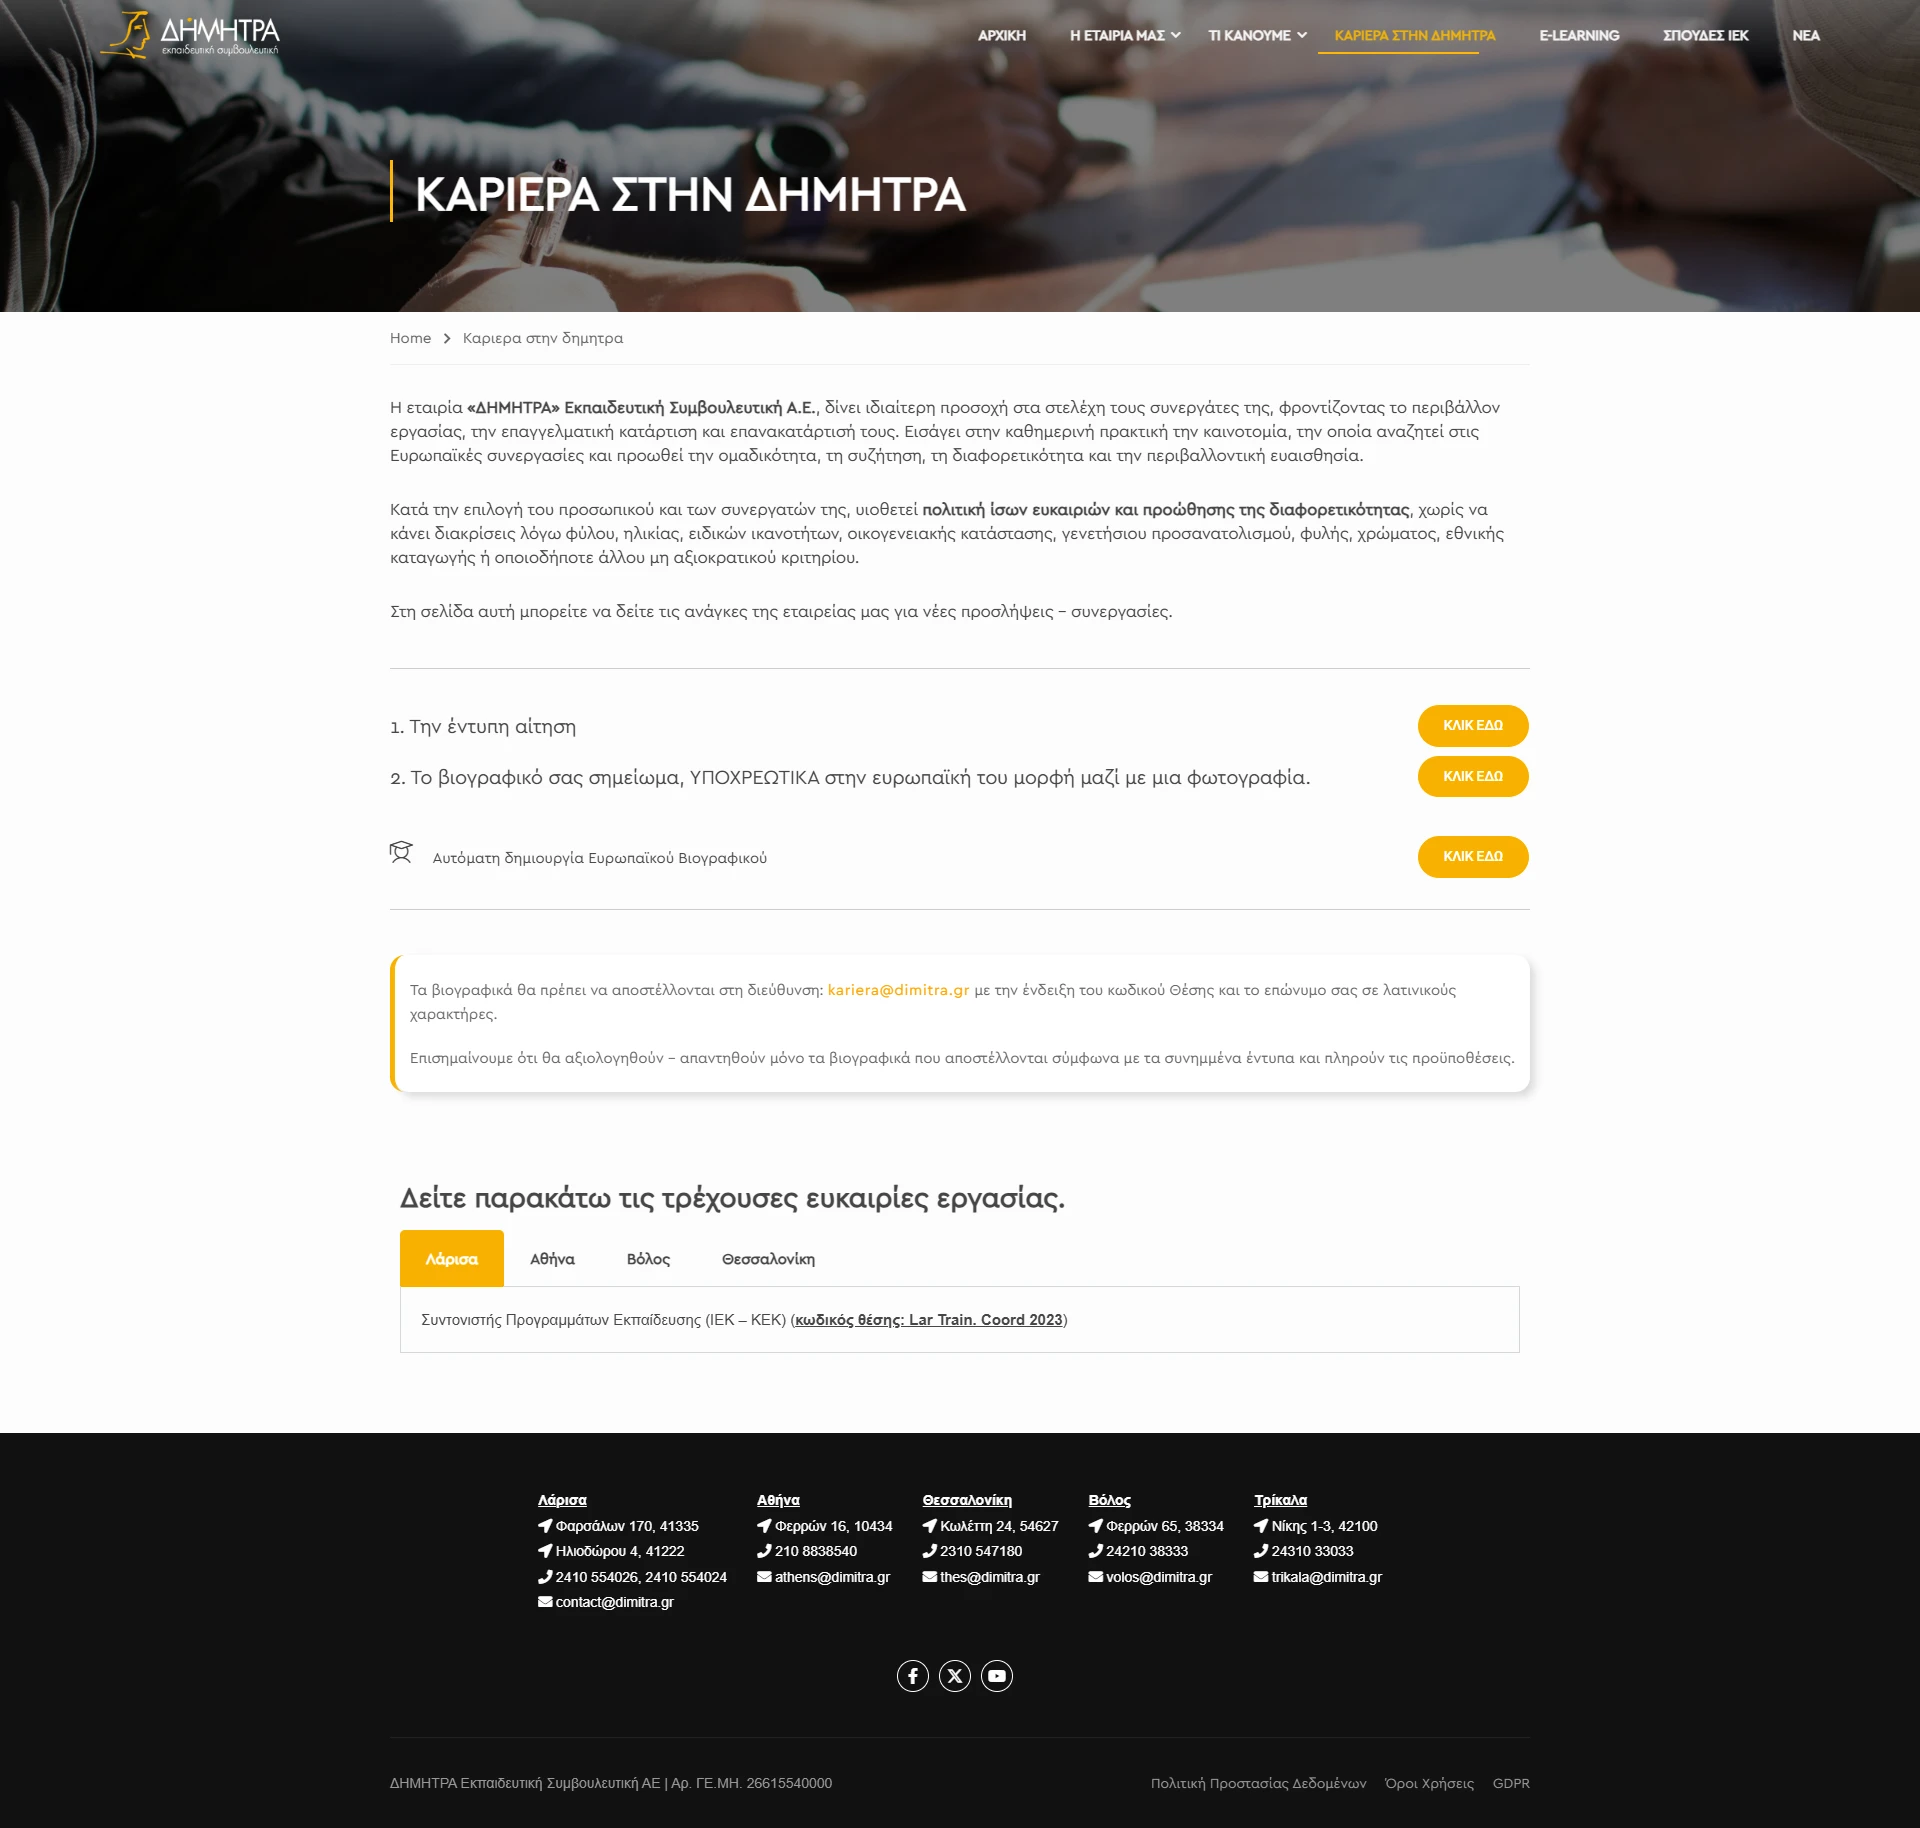 ΔΗΜΗΤΡΑ
εκπαιδευτική συμβουλευτική
ΑΡΧΙΚΗ
Η ΕΤΑΙΡΙΑ ΜΑΣ
ΤΙ ΚΑΝΟΥΜΕ
ΚΑΡΙΕΡΑ ΣΤΗΝ ΔΗΜΗΤΡΑ
E-LEARNING
ΣΠΟΥΔΕΣ ΙΕΚ
ΝΕΑ
ΚΑΡΙΕΡΑ ΣΤΗΝ ΔΗΜΗΤΡΑ
Home
Καριερα στην δημητρα
Η εταιρία «ΔΗΜΗΤΡΑ» Εκπαιδευτική Συμβουλευτική Α.Ε., δίνει ιδιαίτερη προσοχή στα στελέχη τους συνεργάτες της, φροντίζοντας το περιβάλλον
εργασίας, την επαγγελματική κατάρτιση και επανακατάρτισή τους. Εισάγει στην καθημερινή πρακτική την καινοτομία, την οποία αναζητεί στις
Ευρωπαϊκές συνεργασίες και προωθεί την ομαδικότητα, τη συζήτηση, τη διαφορετικότητα και την περιβαλλοντική ευαισθησία.
Κατά την επιλογή του προσωπικού και των συνεργατών της, υιοθετεί πολιτική ίσων ευκαιριών και προώθησης της διαφορετικότητας, χωρίς να
κάνει διακρίσεις λόγω φύλου, ηλικίας, ειδικών ικανοτήτων, οικογενειακής κατάστασης, γενετήσιου προσανατολισμού, φυλής, χρώματος, εθνικής
καταγωγής ή οποιοδήποτε άλλου μη αξιοκρατικού κριτηρίου.
Στη σελίδα αυτή μπορείτε να δείτε τις ανάγκες της εταιρείας μας για νέες προσλήψεις – συνεργασίες.
1. Την έντυπη αίτηση
ΚΛΙΚ ΕΔΩ
2. Το βιογραφικό σας σημείωμα, ΥΠΟΧΡΕΩΤΙΚΑ στην ευρωπαϊκή του μορφή μαζί με μια φωτογραφία.
ΚΛΙΚ ΕΔΩ
Αυτόματη δημιουργία Ευρωπαϊκού Βιογραφικού
ΚΛΙΚ ΕΔΩ
Τα βιογραφικά θα πρέπει να αποστέλλονται στη διεύθυνση: kariera@dimitra.gr με την ένδειξη του κωδικού Θέσης και το επώνυμο σας σε λατινικούς
χαρακτήρες.
Επισημαίνουμε ότι θα αξιολογηθούν – απαντηθούν μόνο τα βιογραφικά που αποστέλλονται σύμφωνα με τα συνημμένα έντυπα και πληρούν τις προϋποθέσεις.
Δείτε παρακάτω τις τρέχουσες ευκαιρίες εργασίας.
Λάρισα
Αθήνα
Βόλος
Θεσσαλονίκη
Συντονιστής Προγραμμάτων Εκπαίδευσης (ΙΕΚ – ΚΕΚ) (κωδικός θέσης: Lar Train. Coord 2023)
Λάρισα
Φαρσάλων 170, 41335
Ηλιοδώρου 4, 41222
2410 554026, 2410 554024
contact@dimitra.gr
Αθήνα
Φερρών 16, 10434
210 8838540
athens@dimitra.gr
Θεσσαλονίκη
Κωλέττη 24, 54627
2310 547180
thes@dimitra.gr
Βόλος
Φερρών 65, 38334
24210 38333
volos@dimitra.gr
Τρίκαλα
Νίκης 1-3, 42100
24310 33033
trikala@dimitra.gr
ΔΗΜΗΤΡΑ Εκπαιδευτική Συμβουλευτική ΑΕ | Αρ. ΓΕ.ΜΗ. 26615540000
Πολιτική Προστασίας Δεδομένων
Όροι Χρήσεις
GDPR